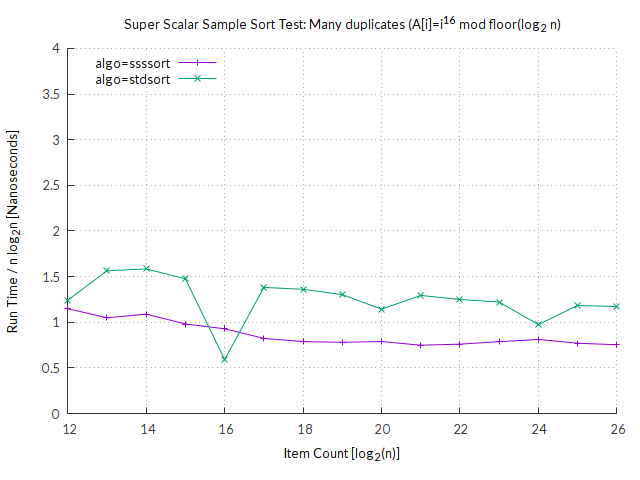 Super Scalar Sample Sort Test: Many duplicates (A[i]=i^16 mod floor(log_2 n)
algo=ssssort
algo=stdsort
4
3.5
3
2.5
2
1.5
1
0.5
0
Run Time / n log_2n [Nanoseconds]
12 14 16 18 20 22 24 26
Item Count [log_2(n)]